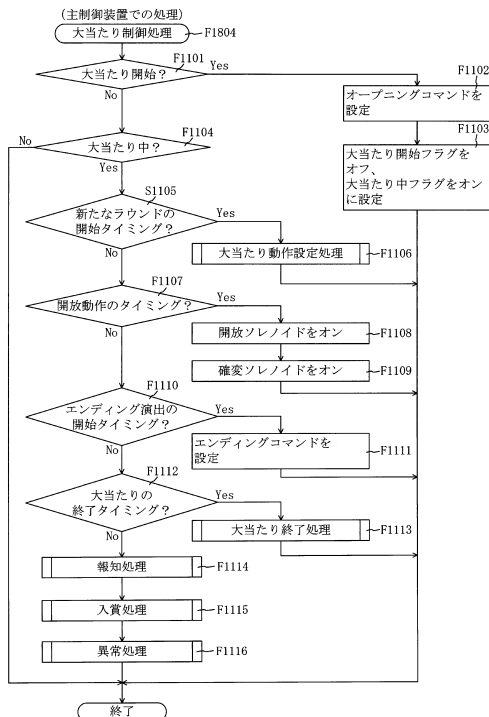 (主制御装置での処理)
大当たり制御処理
F1804
F1101
大当たり開始？
Yes
No
F1102
オープニングコマンドを
設定
F1103
大当たり開始フラグを
オフ、
大当たり中フラグをオン
に設定
F1104
No
大当たり中？
Yes
S1105
新たなラウンドの
開始タイミング？
Yes
No
大当たり動作設定処理
F1106
F1107
開放動作のタイミング？
Yes
No
開放ソレノイドをオン
F1108
確変ソレノイドをオン
F1109
F1110
エンディング演出の
開始タイミング？
Yes
No
エンディングコマンドを
設定
F1111
F1112
大当たりの
終了タイミング？
Yes
No
大当たり終了処理
F1113
報知処理
F1114
入賞処理
F1115
異常処理
F1116
終了